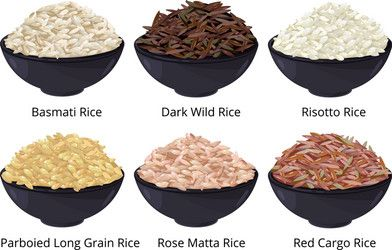 Basmati Rice
Dark Wild Rice
Risotto Rice
Parboied Long Grain Rice
Rose Matta Rice
Red Cargo Rice